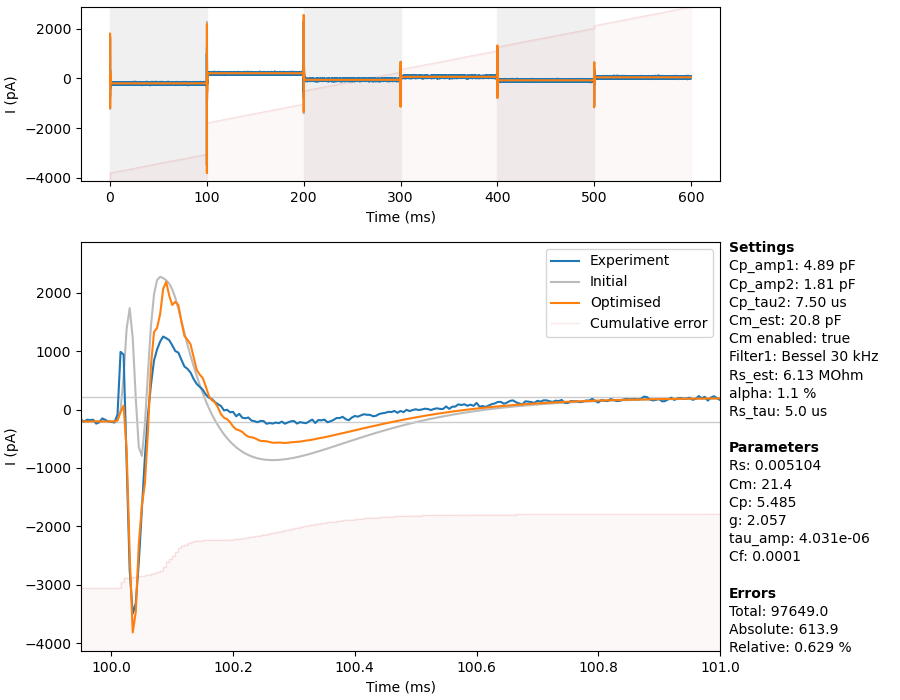 2000
0
−2000
−4000
I (pA)
0 100 200 300 400 500 600
Time (ms)
Experiment
Initial
Optimised
Cumulative error
2000
1000
0
−1000
−2000
−3000
−4000
I (pA)
100.0 100.2 100.4 100.6 100.8 101.0
Time (ms)
Settings
Cp_amp1: 4.89 pF
Cp_amp2: 1.81 pF
Cp_tau2: 7.50 us
Cm_est: 20.8 pF
Cm enabled: true
Filter1: Bessel 30 kHz
Rs_est: 6.13 MOhm
alpha: 1.1 %
Rs_tau: 5.0 us
Parameters
Rs: 0.005104
Cm: 21.4
Cp: 5.485
g: 2.057
tau_amp: 4.031e-06
Cf: 0.0001
Errors
Total: 97649.0
Absolute: 613.9
Relative: 0.629 %